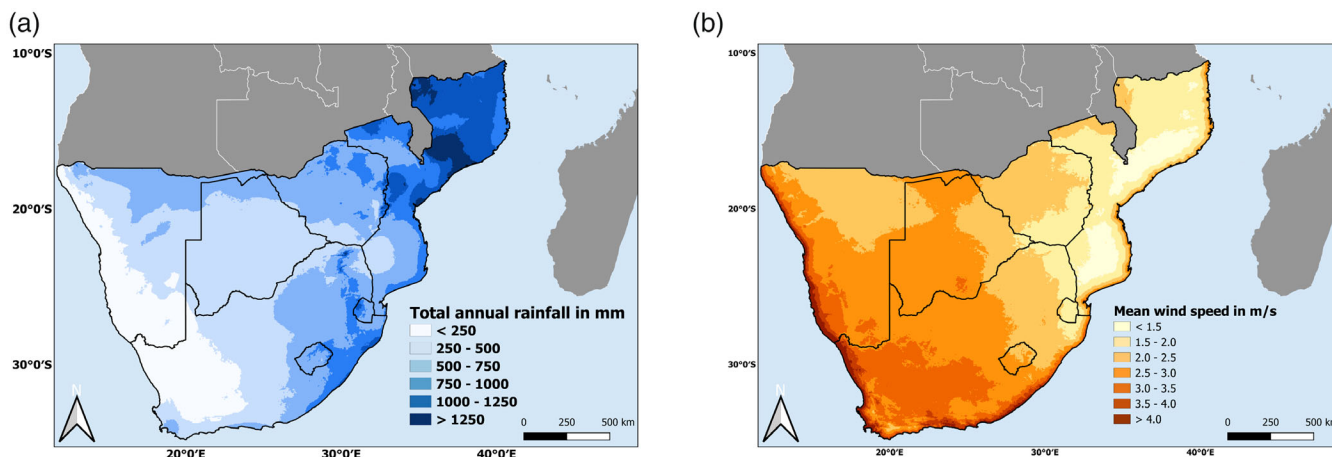 (a)
10°0'S
20°0'S
30°0'S
Total annual rainfall in mm
< 250
250 - 500
500 - 750
750 - 1000
1000 - 1250
> 1250
N
0 250 500 km
20°0'E 30°0'E 40°0'E
(b)
10°0'S
20°0'S
30°0'S
Mean wind speed in m/s
< 1.5
1.5 - 2.0
2.0 - 2.5
2.5 - 3.0
3.0 - 3.5
3.5 - 4.0
> 4.0
N
0 250 500 km
20°0'E 30°0'E 40°0'E